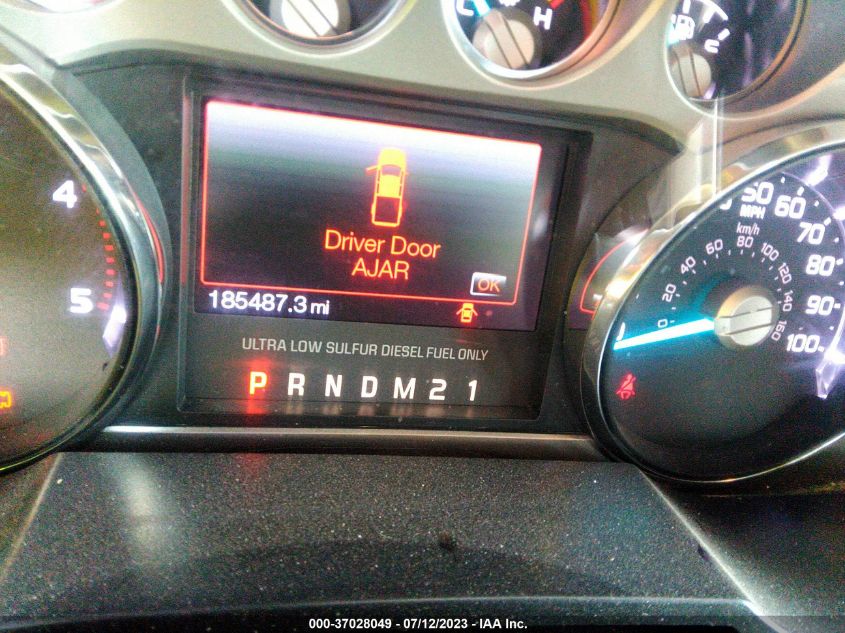 C H
E
4
5
Driver Door
AJAR
OK
185487.3 mi
ULTRA LOW SULFUR DIESEL FUEL ONLY
P R N D M 2 1
50 60 70 80 90 100
MPH
km/h
0 20 40 60 80 100 120 140 160
000-37028049 - 07/12/2023 - IAA Inc.